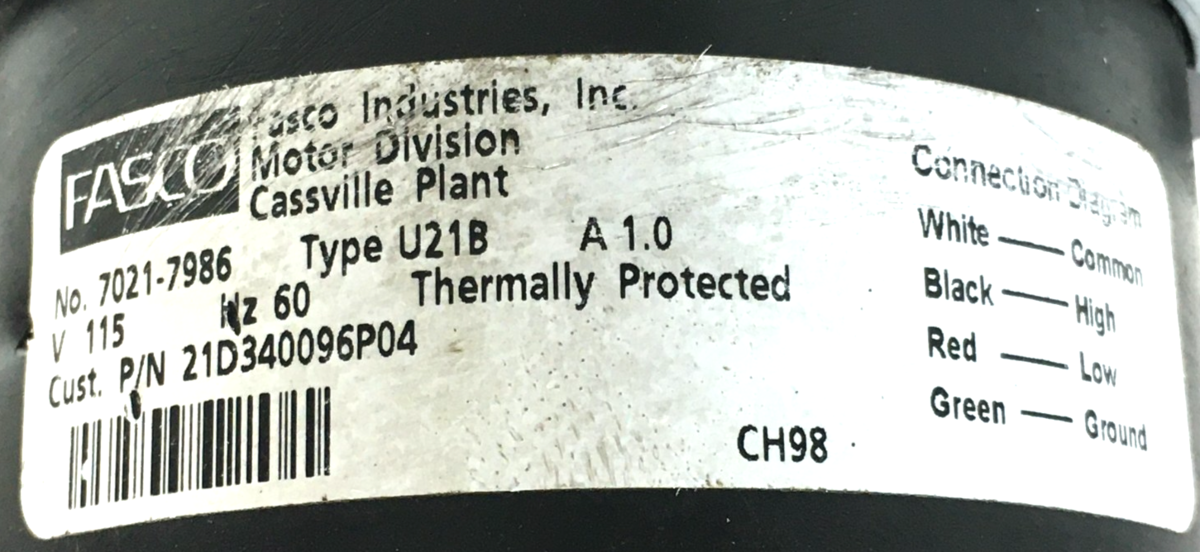 FASCO
Fasco Industries, Inc.
Motor Division
Cassville Plant
No. 7021-7986 Type U21B A 1.0
V 115 Hz 60 Thermally Protected
Cust. P/N 21D340096P04
CH98
Connection Diagram
White — Common
Black — High
Red — Low
Green — Ground